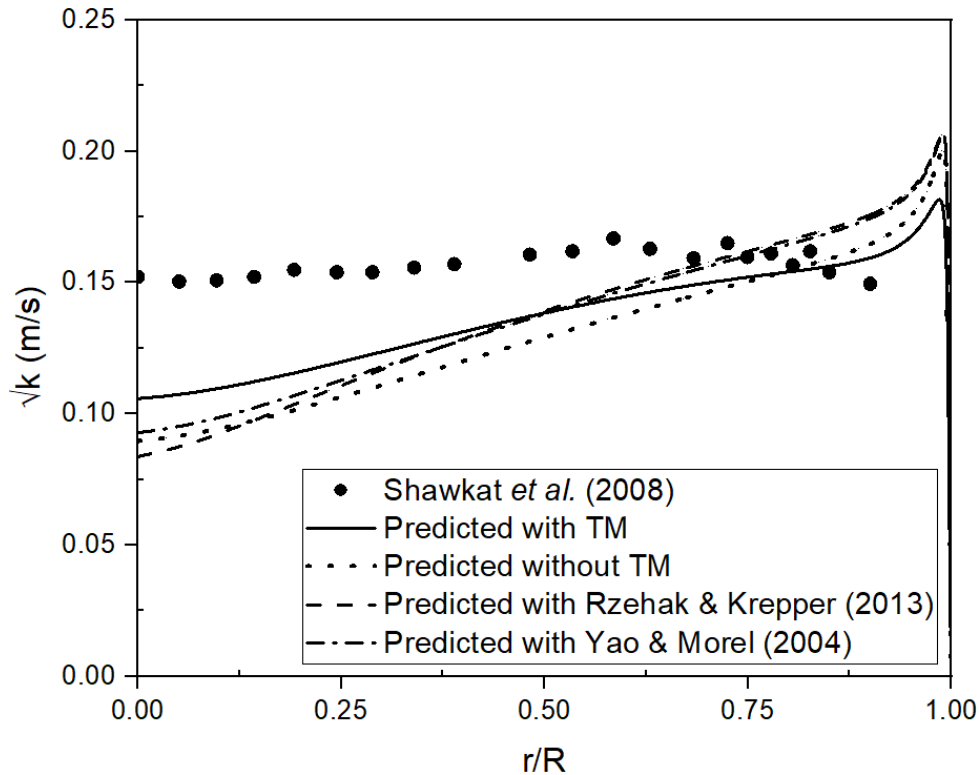 0.25
0.20
0.15
0.10
0.05
0.00
√k (m/s)
Shawkat et al. (2008)
Predicted with TM
Predicted without TM
Predicted with Rzehak & Krepper (2013)
Predicted with Yao & Morel (2004)
0.00 0.25 0.50 0.75 1.00
r/R